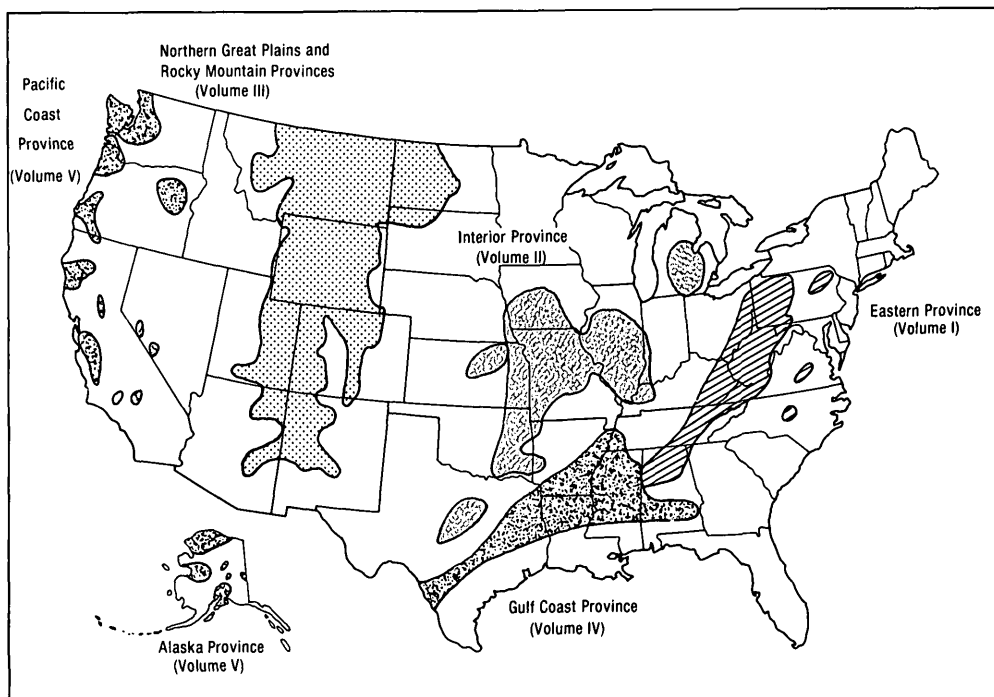 Northern Great Plains and
Rocky Mountain Provinces
(Volume III)
Pacific
Coast
Province
(Volume V)
Interior Province
(Volume II)
Eastern Province
(Volume I)
Gulf Coast Province
(Volume IV)
Alaska Province
(Volume V)